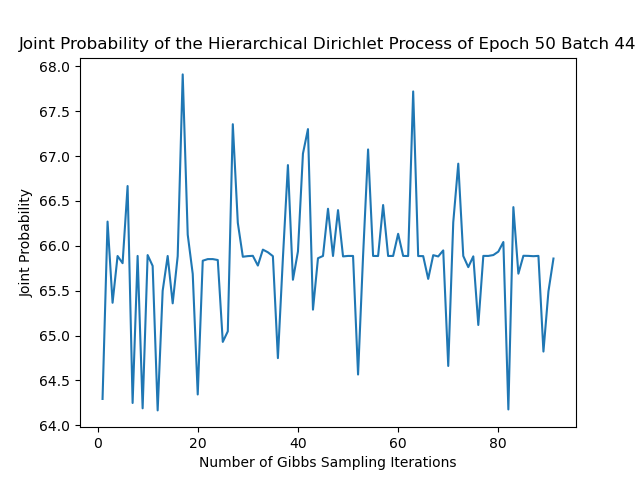 Joint Probability of the Hierarchical Dirichlet Process of Epoch 50 Batch 44
68.0
67.5
67.0
66.5
66.0
65.5
65.0
64.5
64.0
Joint Probability
0 20 40 60 80
Number of Gibbs Sampling Iterations